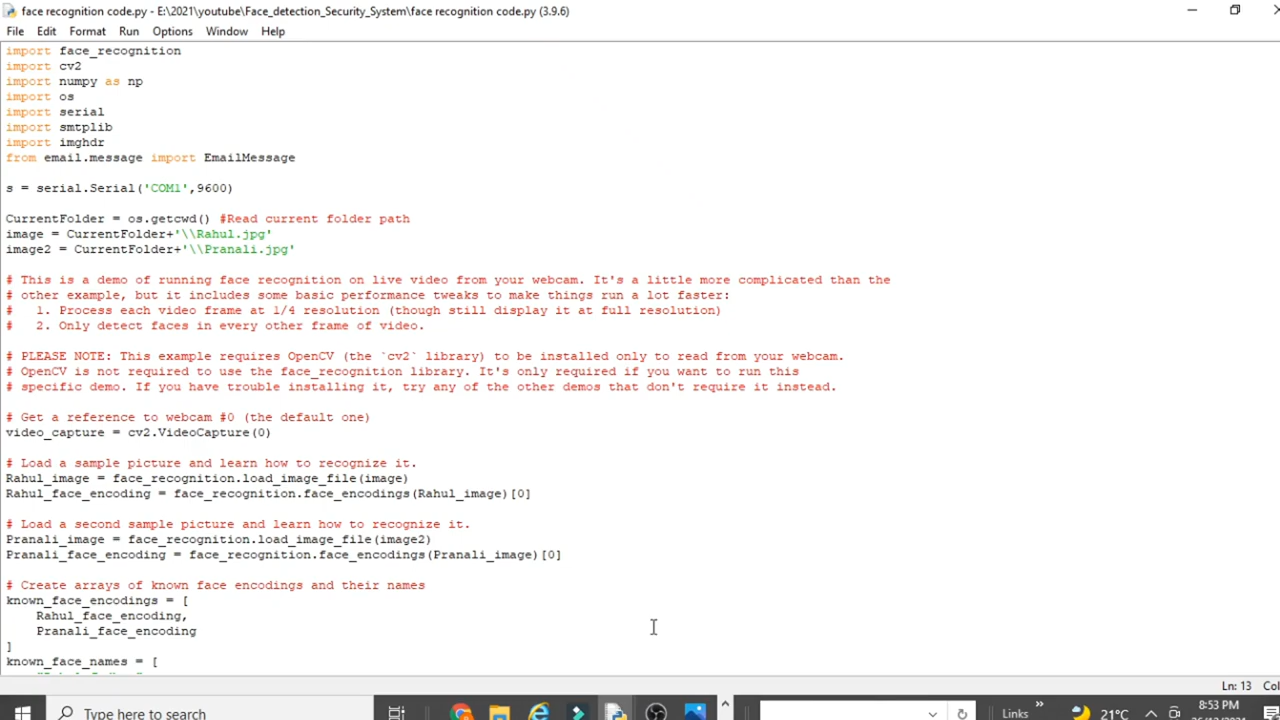 face recognition code.py - E:\2021\youtube\Face_detection_Security_System\face recognition code.py (3.9.6)
File Edit Format Run Options Window Help
import face_recognition
import cv2
import numpy as np
import os
import serial
import smtplib
import imghdr
from email.message import EmailMessage
s = serial.Serial('COM1',9600)
CurrentFolder = os.getcwd() #Read current folder path
image = CurrentFolder+'\\Rahul.jpg'
image2 = CurrentFolder+'\\Pranali.jpg'
# This is a demo of running face recognition on live video from your webcam. It's a little more complicated than the
# other example, but it includes some basic performance tweaks to make things run a lot faster:
#   1. Process each video frame at 1/4 resolution (though still display it at full resolution)
#   2. Only detect faces in every other frame of video.
# PLEASE NOTE: This example requires OpenCV (the `cv2` library) to be installed only to read from your webcam.
# OpenCV is not required to use the face_recognition library. It's only required if you want to run this
# specific demo. If you have trouble installing it, try any of the other demos that don't require it instead.
# Get a reference to webcam #0 (the default one)
video_capture = cv2.VideoCapture(0)
# Load a sample picture and learn how to recognize it.
Rahul_image = face_recognition.load_image_file(image)
Rahul_face_encoding = face_recognition.face_encodings(Rahul_image)[0]
# Load a second sample picture and learn how to recognize it.
Pranali_image = face_recognition.load_image_file(image2)
Pranali_face_encoding = face_recognition.face_encodings(Pranali_image)[0]
# Create arrays of known face encodings and their names
known_face_encodings = [
    Rahul_face_encoding,
    Pranali_face_encoding
]
known_face_names = [
Ln: 13 Col
Type here to search
Links
21°C
8:53 PM